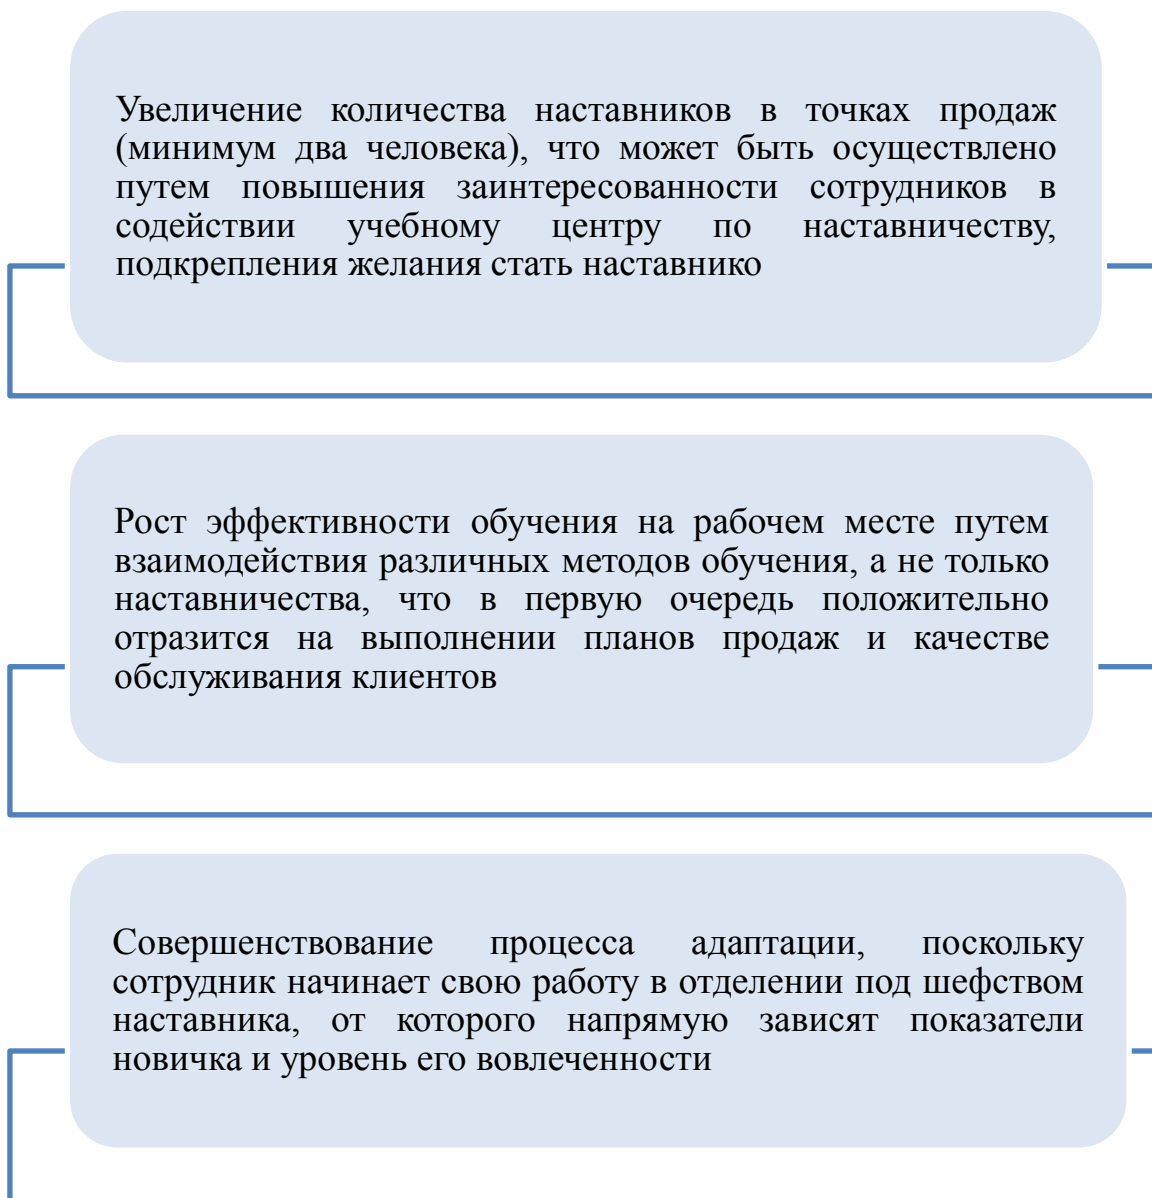 Увеличение количества наставников в точках продаж
(минимум два человека), что может быть осуществлено
путем повышения заинтересованности сотрудников в
содействии учебному центру по наставничеству,
подкрепления желания стать наставнико
Рост эффективности обучения на рабочем месте путем
взаимодействия различных методов обучения, а не только
наставничества, что в первую очередь положительно
отразится на выполнении планов продаж и качестве
обслуживания клиентов
Совершенствование процесса адаптации, поскольку
сотрудник начинает свою работу в отделении под шефством
наставника, от которого напрямую зависят показатели
новичка и уровень его вовлеченности